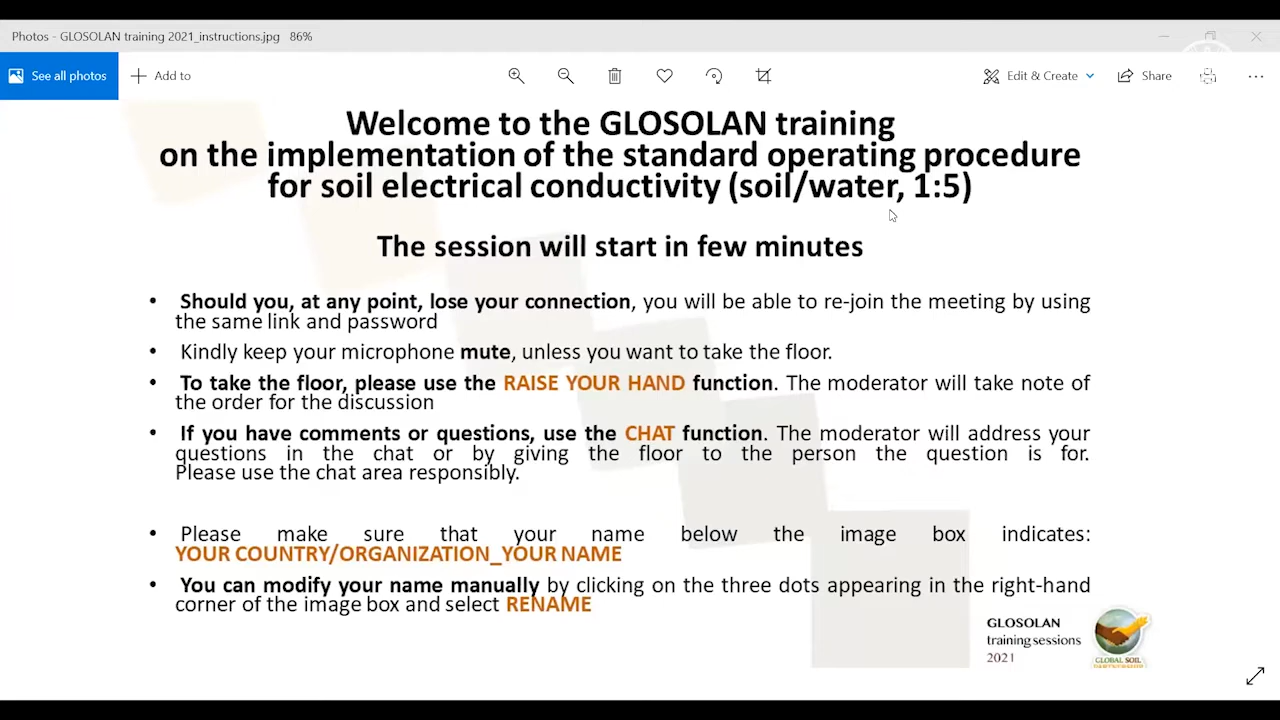 Photos - GLOSOLAN training 2021_instructions.jpg 86%
See all photos
Add to
Edit & Create
Share
Welcome to the GLOSOLAN training
on the implementation of the standard operating procedure
for soil electrical conductivity (soil/water, 1:5)
The session will start in few minutes
• Should you, at any point, lose your connection, you will be able to re-join the meeting by using
the same link and password
• Kindly keep your microphone mute, unless you want to take the floor.
• To take the floor, please use the RAISE YOUR HAND function. The moderator will take note of
the order for the discussion
• If you have comments or questions, use the CHAT function. The moderator will address your
questions in the chat or by giving the floor to the person the question is for.
Please use the chat area responsibly.
• Please make sure that your name below the image box indicates:
YOUR COUNTRY/ORGANIZATION_YOUR NAME
• You can modify your name manually by clicking on the three dots appearing in the right-hand
corner of the image box and select RENAME
GLOSOLAN
training sessions
2021
GLOBAL SOIL
PARTNERSHIP